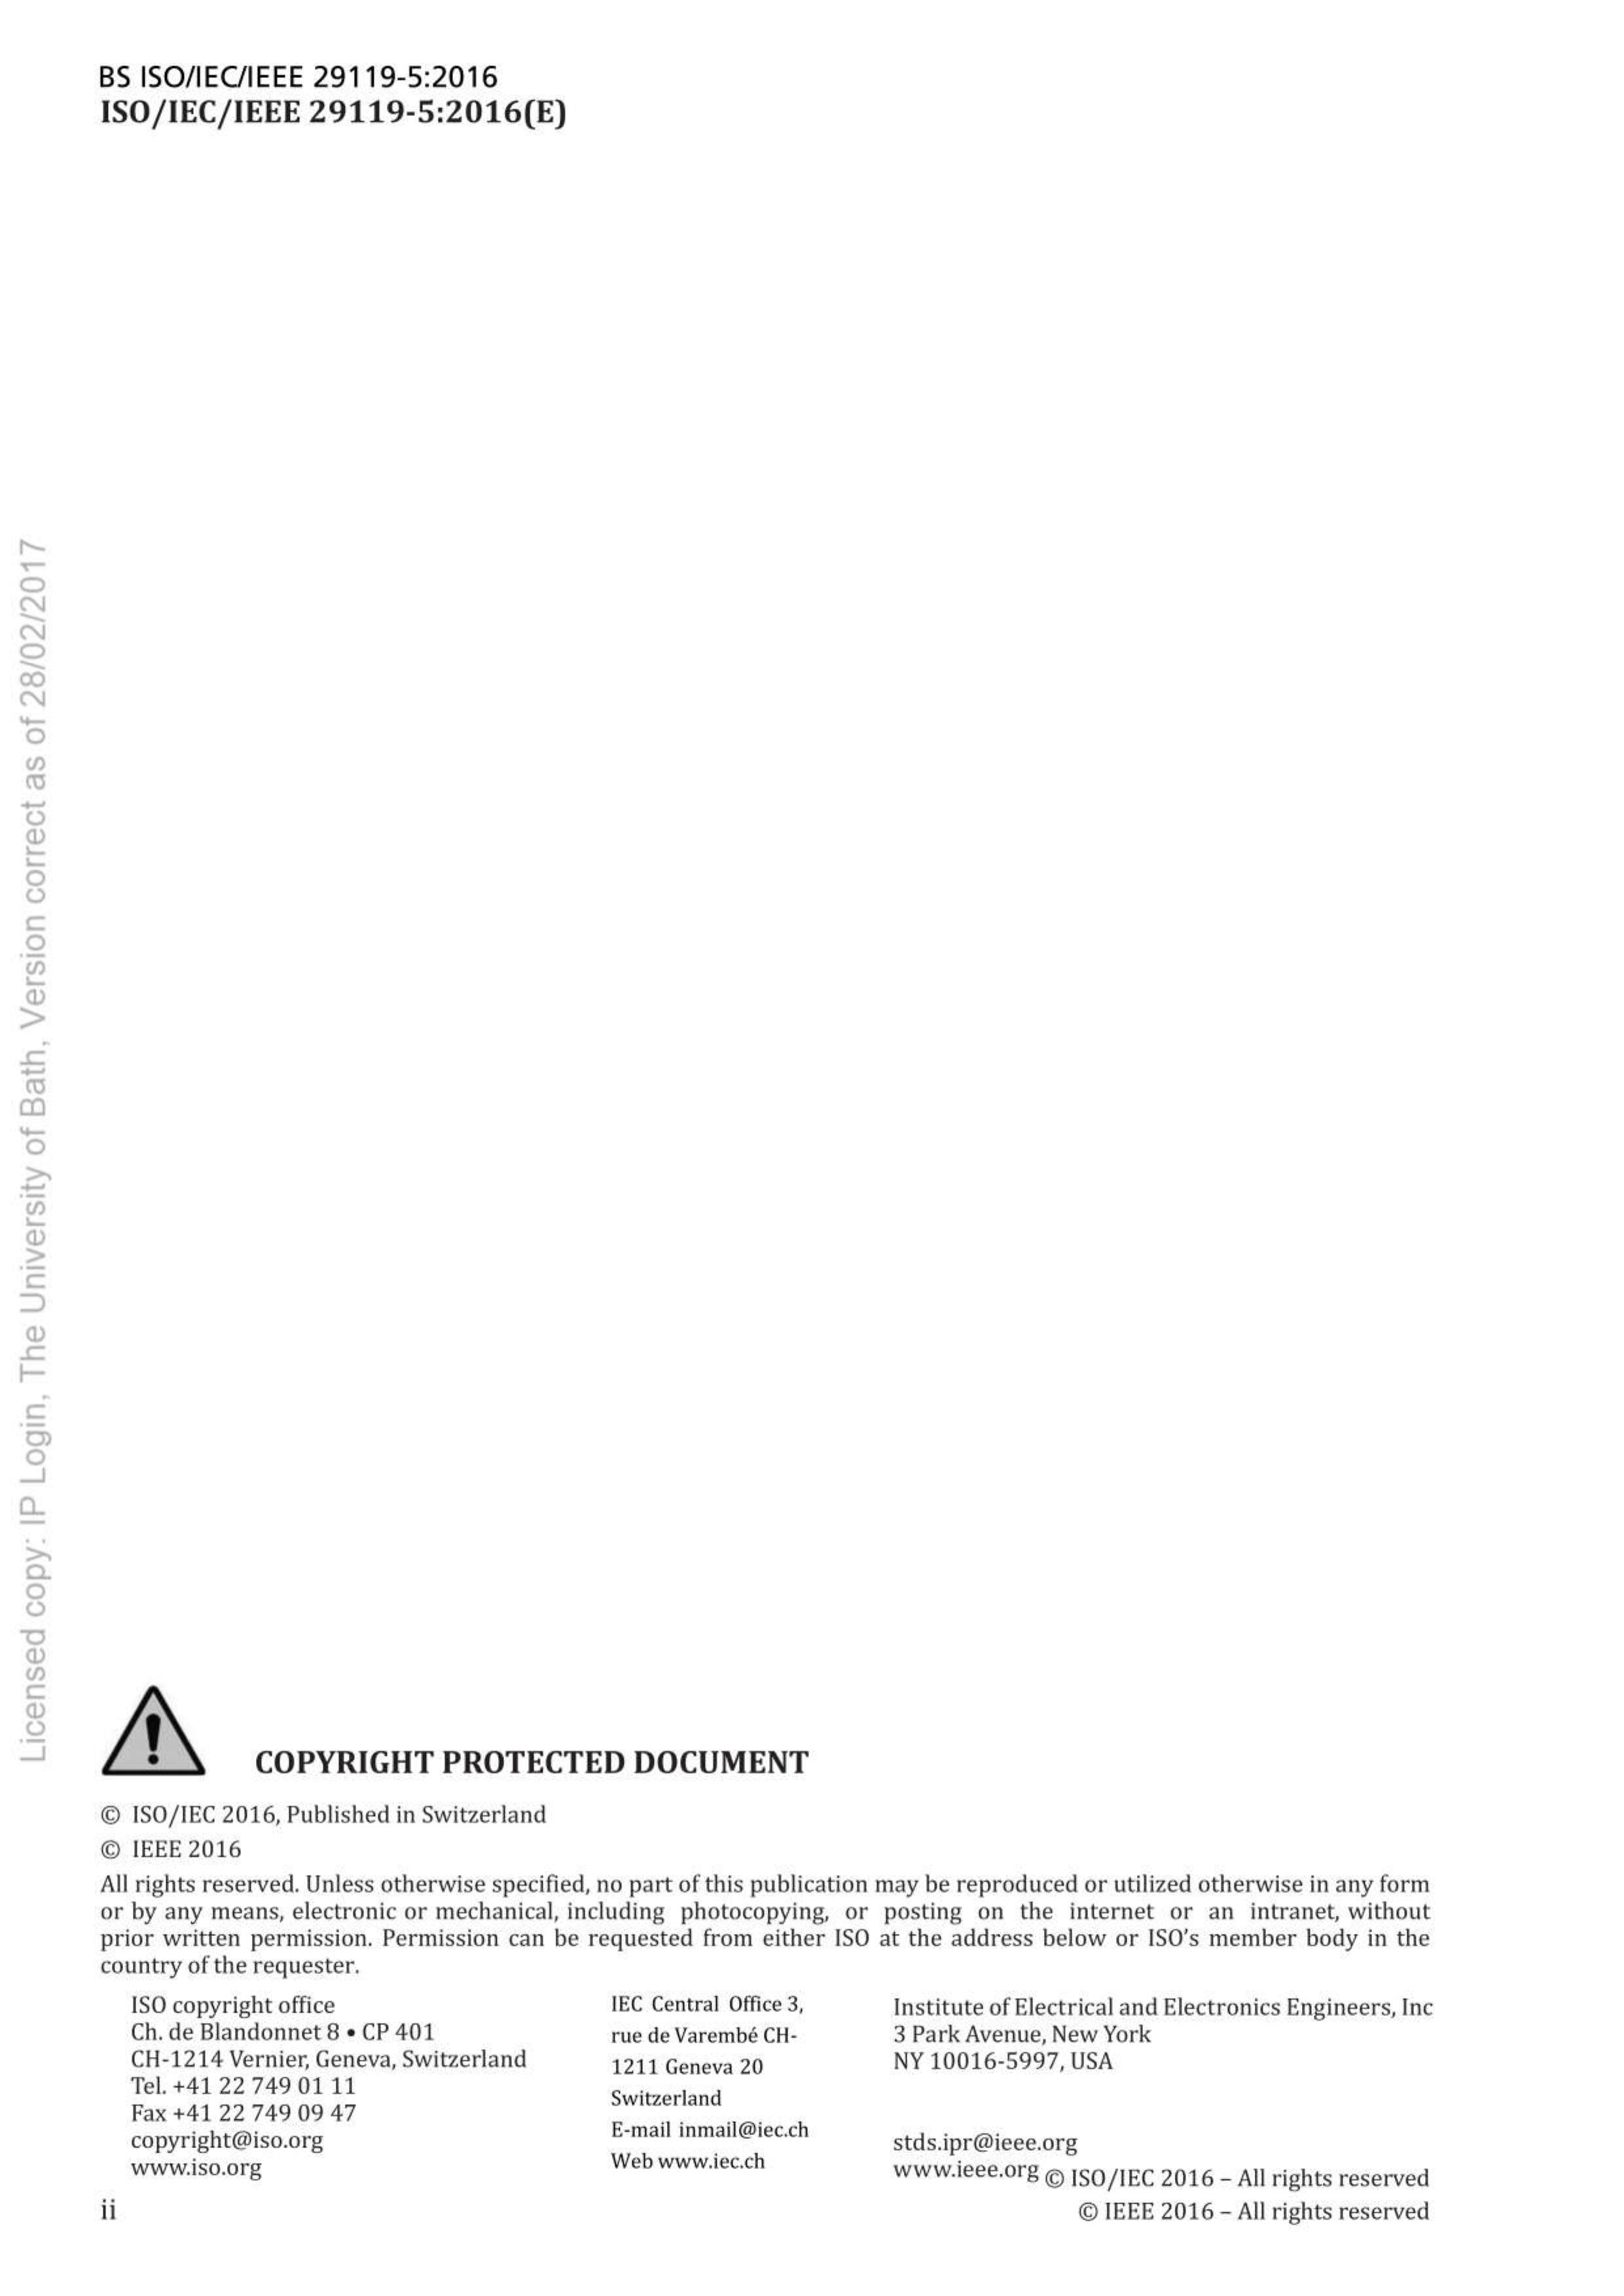 BS ISO/IEC/IEEE 29119-5:2016
ISO/IEC/IEEE 29119-5:2016(E)
Licensed copy: IP Login, The University of Bath, Version correct as of 28/02/2017
COPYRIGHT PROTECTED DOCUMENT
© ISO/IEC 2016, Published in Switzerland
© IEEE 2016
All rights reserved. Unless otherwise specified, no part of this publication may be reproduced or utilized otherwise in any form
or by any means, electronic or mechanical, including photocopying, or posting on the internet or an intranet, without
prior written permission. Permission can be requested from either ISO at the address below or ISO's member body in the
country of the requester.
ISO copyright office
Ch. de Blandonnet 8 • CP 401
CH-1214 Vernier, Geneva, Switzerland
Tel. +41 22 749 01 11
Fax +41 22 749 09 47
copyright@iso.org
www.iso.org
IEC Central Office 3,
rue de Varembé CH-
1211 Geneva 20
Switzerland
E-mail inmail@iec.ch
Web www.iec.ch
Institute of Electrical and Electronics Engineers, Inc
3 Park Avenue, New York
NY 10016-5997, USA
stds.ipr@ieee.org
www.ieee.org
© ISO/IEC 2016 – All rights reserved
ii
© IEEE 2016 – All rights reserved